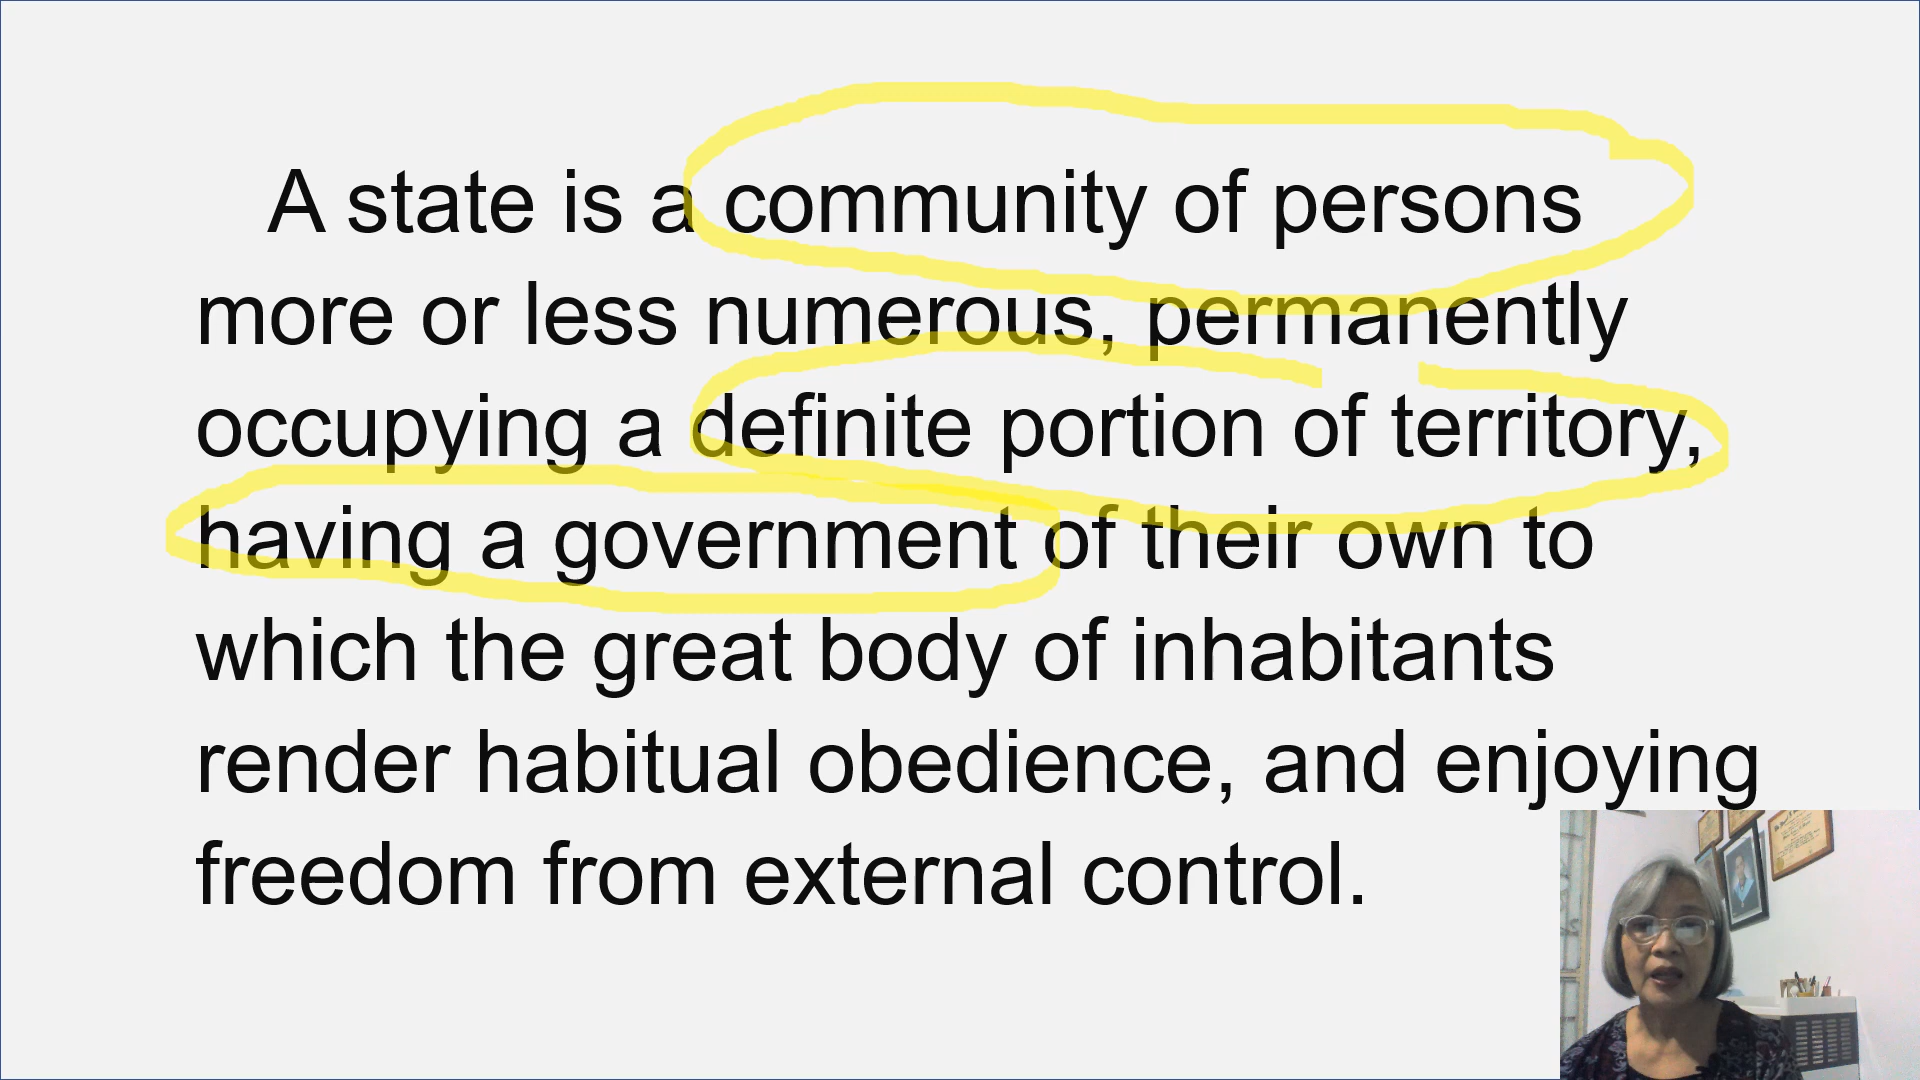 A state is a community of persons
more or less numerous, permanently
occupying a definite portion of territory,
having a government of their own to
which the great body of inhabitants
render habitual obedience, and enjoying
freedom from external control.